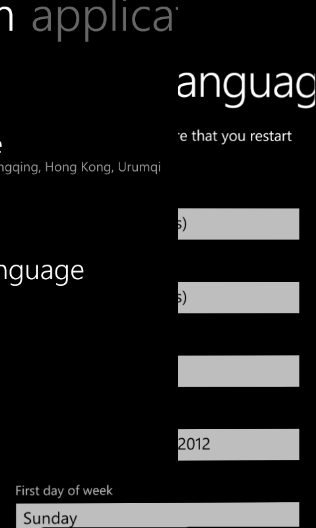 n applica
anguag
re that you restart
e
ngqing, Hong Kong, Urumqi
s)
nguage
s)
2012
First day of week
Sunday